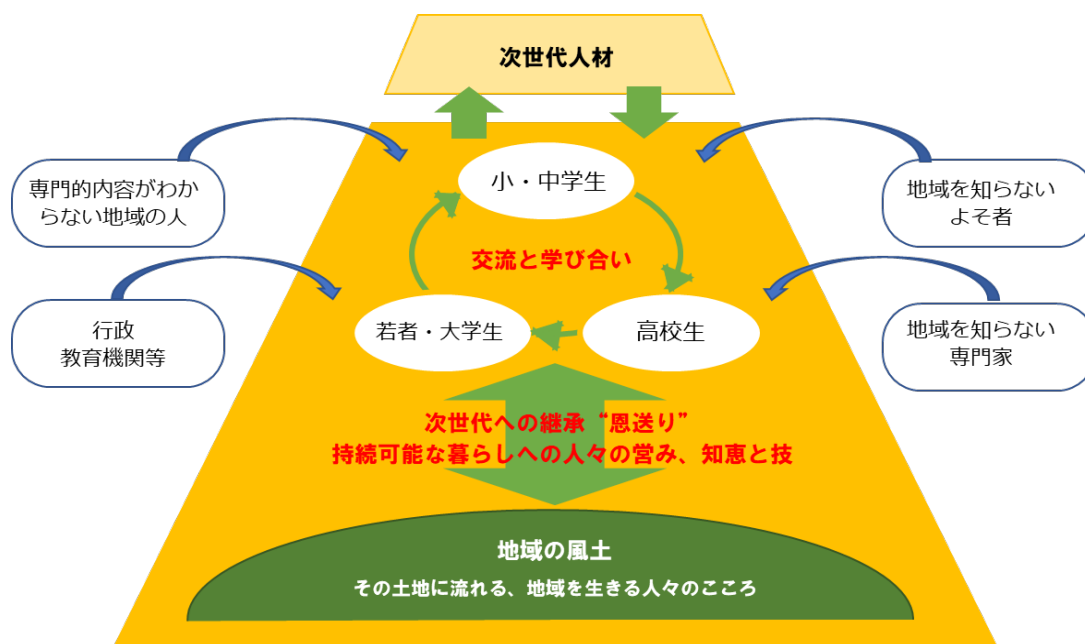 次世代人材
小・中学生
専門的内容がわか
らない地域の人
地域を知らない
よそ者
交流と学び合い
行政
教育機関等
若者・大学生
高校生
地域を知らない
専門家
次世代への継承“恩送り”
持続可能な暮らしへの人々の営み、知恵と技
地域の風土
その土地に流れる、地域を生きる人々のこころ